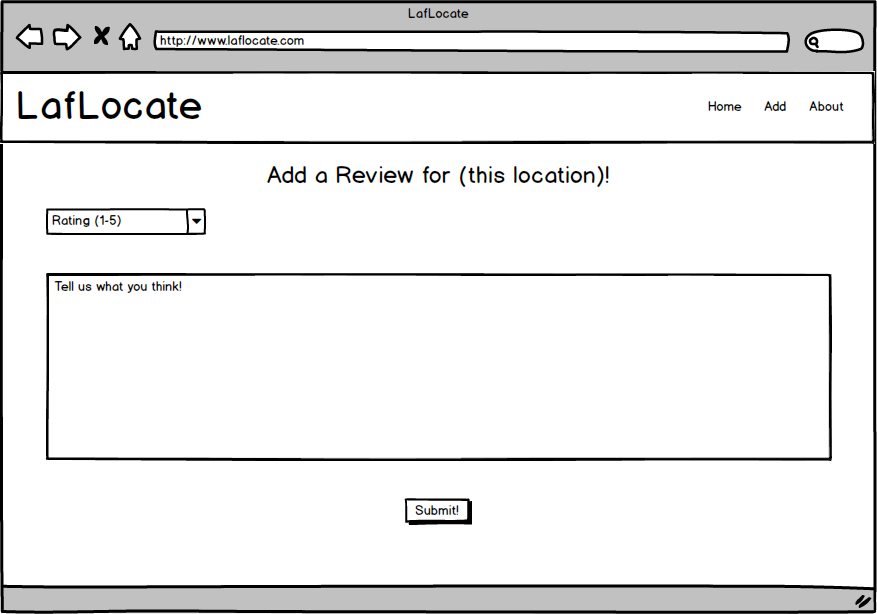 LafLocate
http://www.laflocate.com
LafLocate
Home Add About
Add a Review for (this location)!
Rating (1-5)
Tell us what you think!
Submit!